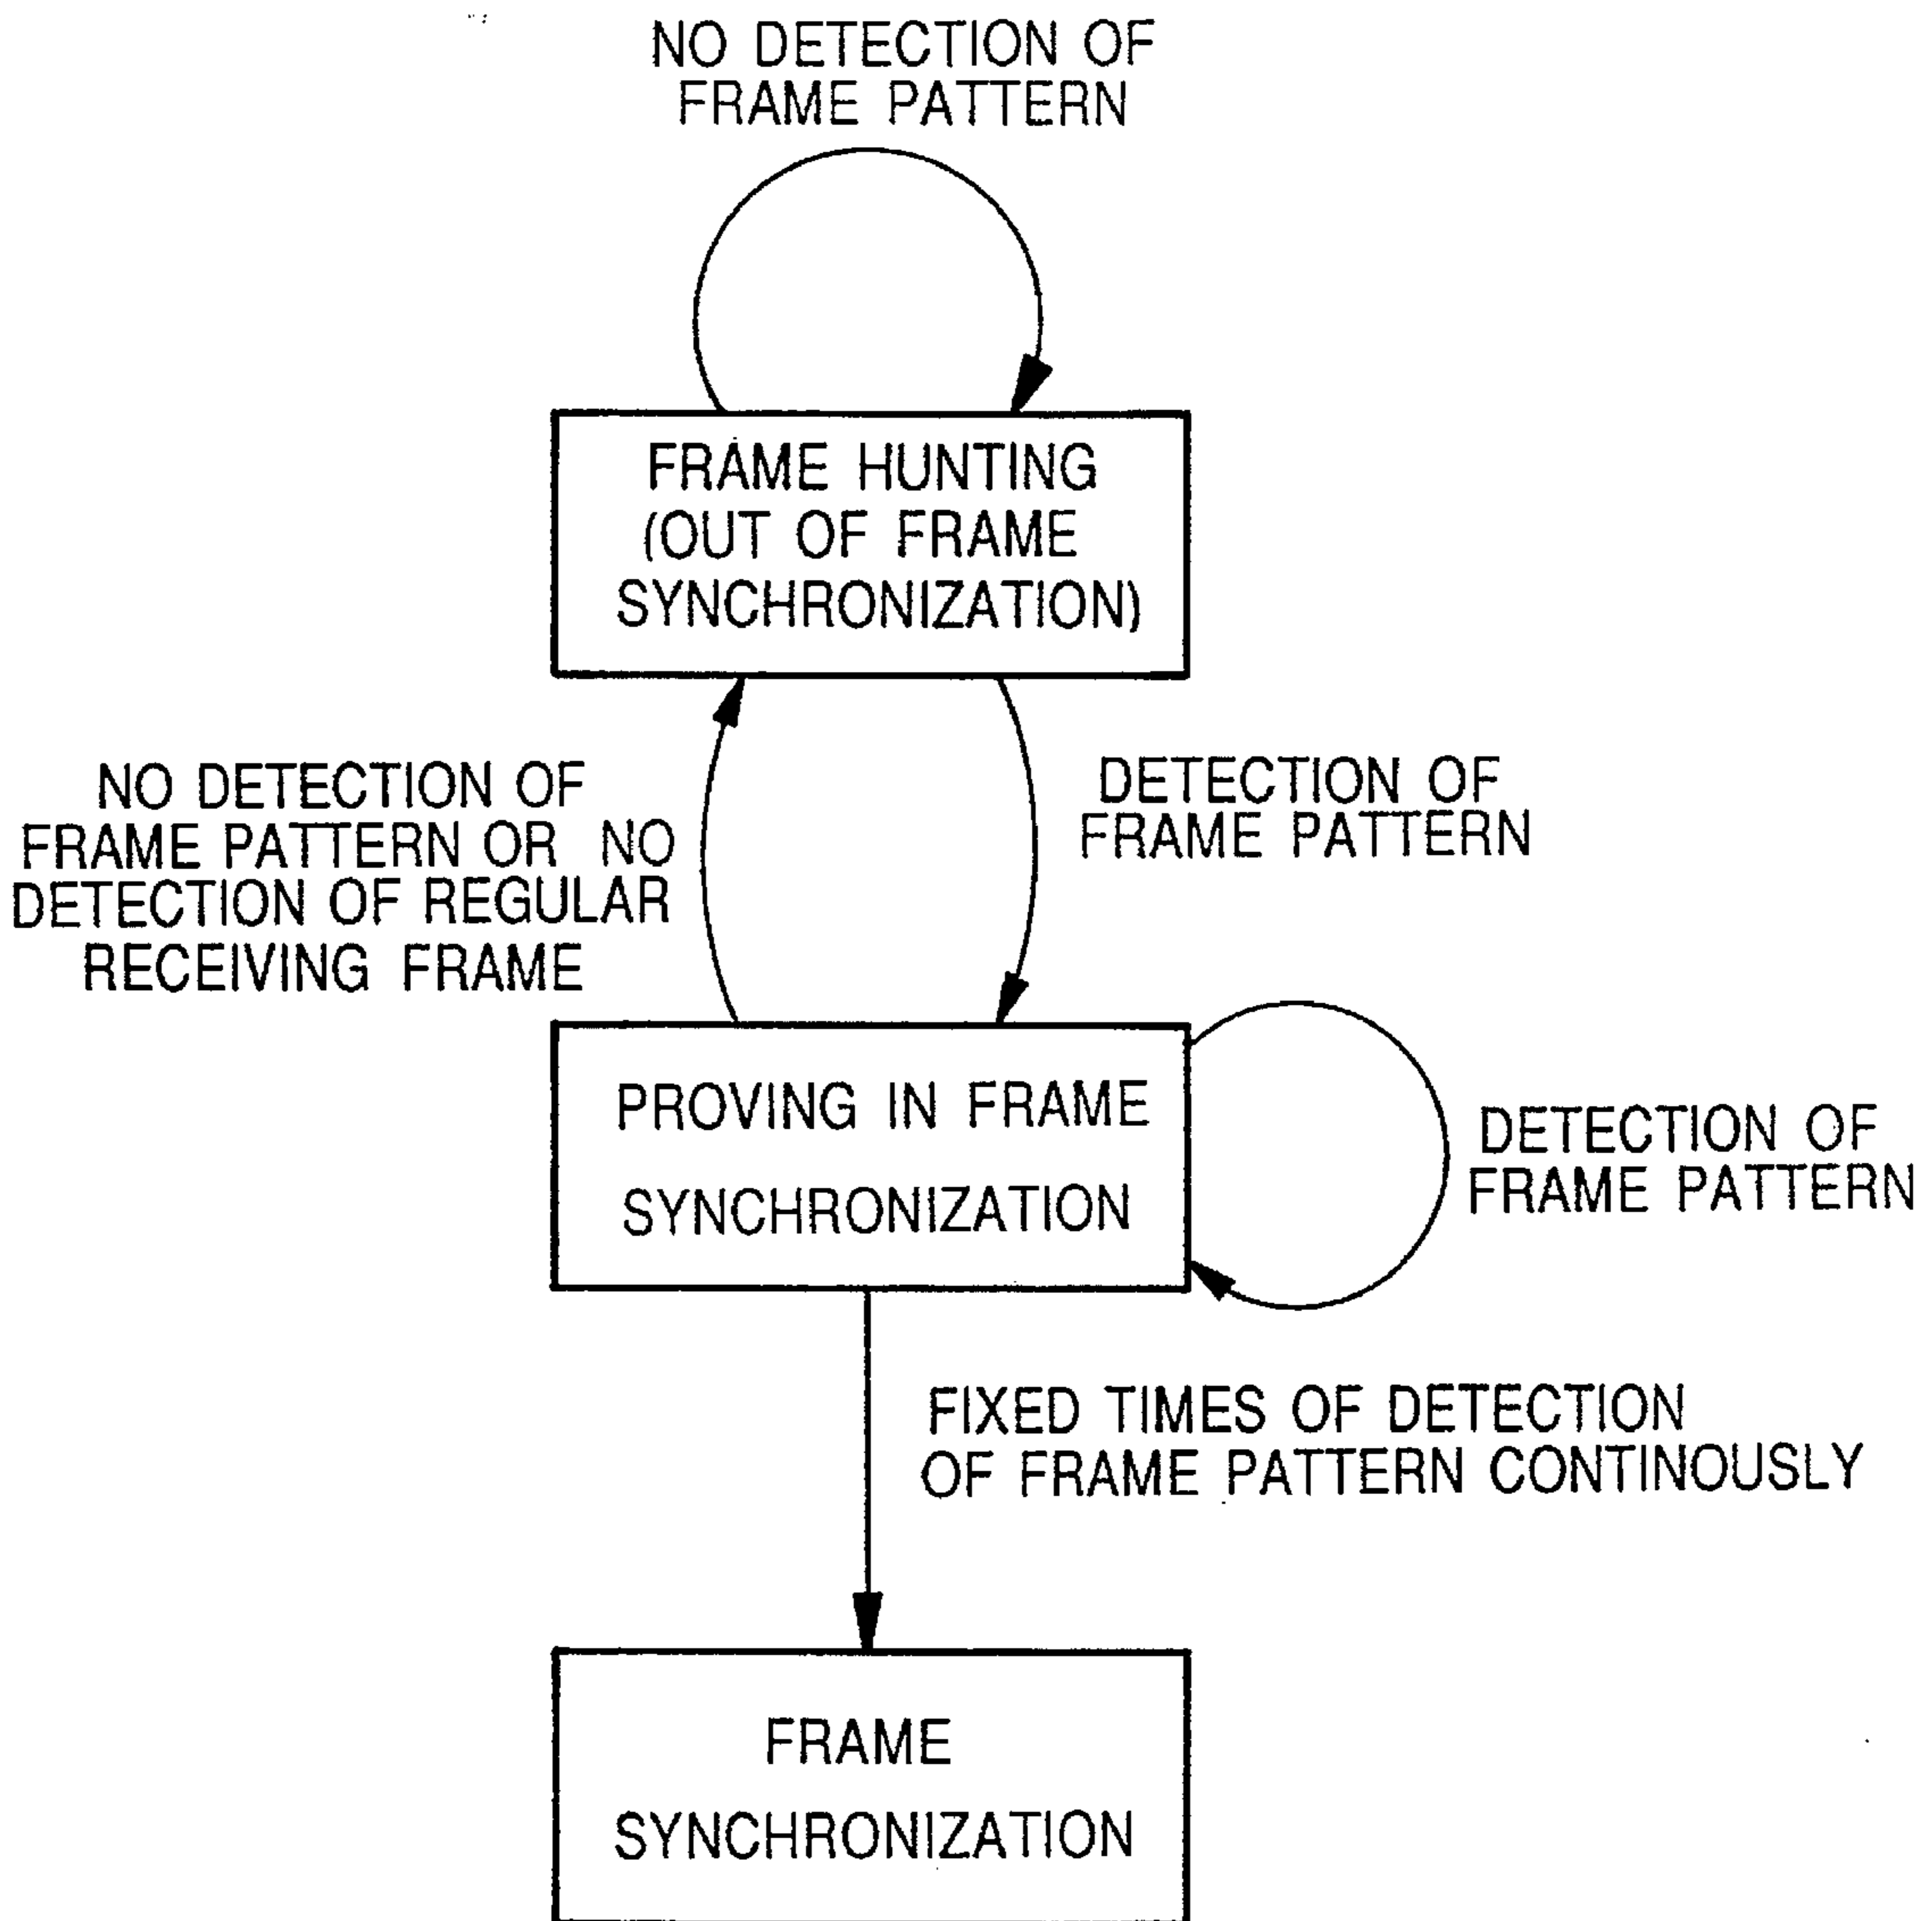 NO DETECTION OF
FRAME PATTERN
FRAME HUNTING
(OUT OF FRAME
SYNCHRONIZATION)
NO DETECTION OF
FRAME PATTERN OR NO
DETECTION OF REGULAR
RECEIVING FRAME
DETECTION OF
FRAME PATTERN
PROVING IN FRAME
SYNCHRONIZATION
DETECTION OF
FRAME PATTERN
FIXED TIMES OF DETECTION
OF FRAME PATTERN CONTINOUSLY
FRAME
SYNCHRONIZATION